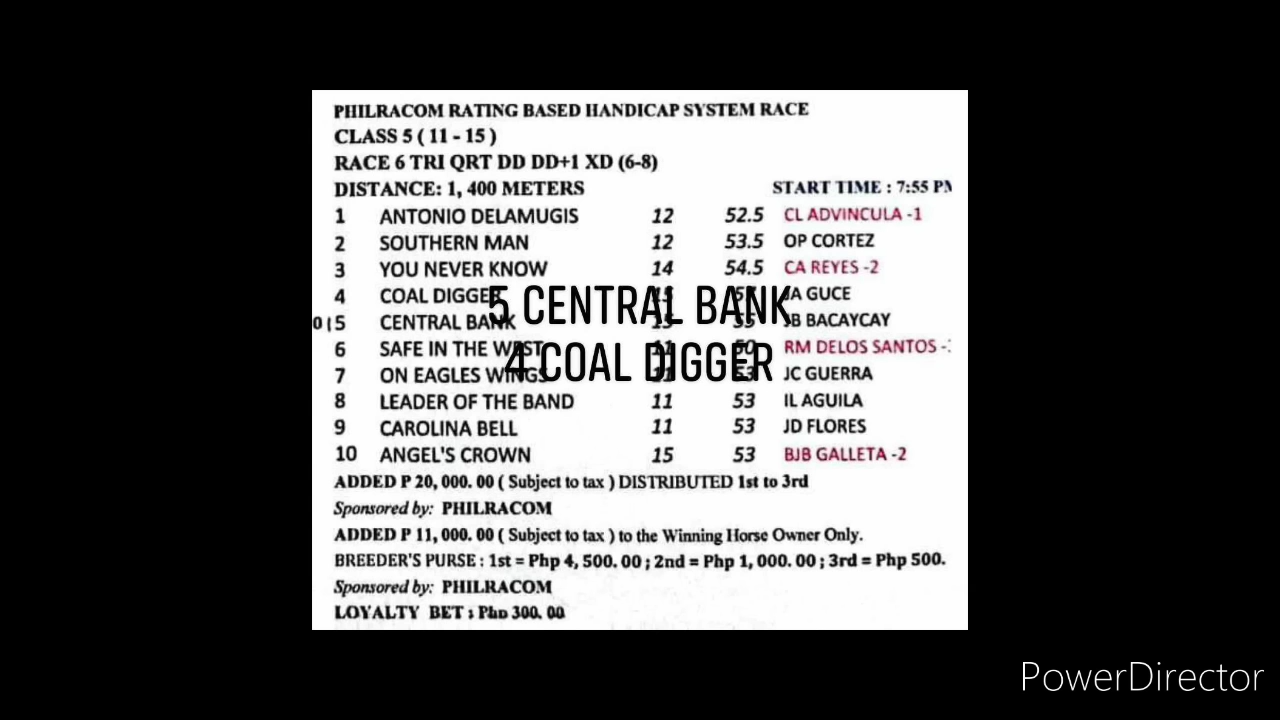 PHILRACOM RATING BASED HANDICAP SYSTEM RACE
CLASS 5 ( 11 - 15 )
RACE 6 TRI QRT DD DD+1 XD (6-8)
DISTANCE: 1, 400 METERS START TIME : 7:55 PM
1 ANTONIO DELAMUGIS 12 52.5 CL ADVINCULA -1
2 SOUTHERN MAN 12 53.5 OP CORTEZ
3 YOU NEVER KNOW 14 54.5 CA REYES -2
4 COAL DIGGER JA GUCE
5 CENTRAL BANK
5 CENTRAL BANK JB BACAYCAY
6 SAFE IN THE WEST RM DELOS SANTOS
4 COAL DIGGER
7 ON EAGLES WINGS JC GUERRA
8 LEADER OF THE BAND 11 53 IL AGUILA
9 CAROLINA BELL 11 53 JD FLORES
10 ANGEL'S CROWN 15 53 BJB GALLETA -2
ADDED P 20, 000. 00 ( Subject to tax ) DISTRIBUTED 1st to 3rd
Sponsored by: PHILRACOM
ADDED P 11, 000. 00 ( Subject to tax ) to the Winning Horse Owner Only.
BREEDER'S PURSE : 1st = Php 4, 500. 00 ; 2nd = Php 1, 000. 00 ; 3rd = Php 500.
Sponsored by: PHILRACOM
LOYALTY BET : Php 300. 00
PowerDirector